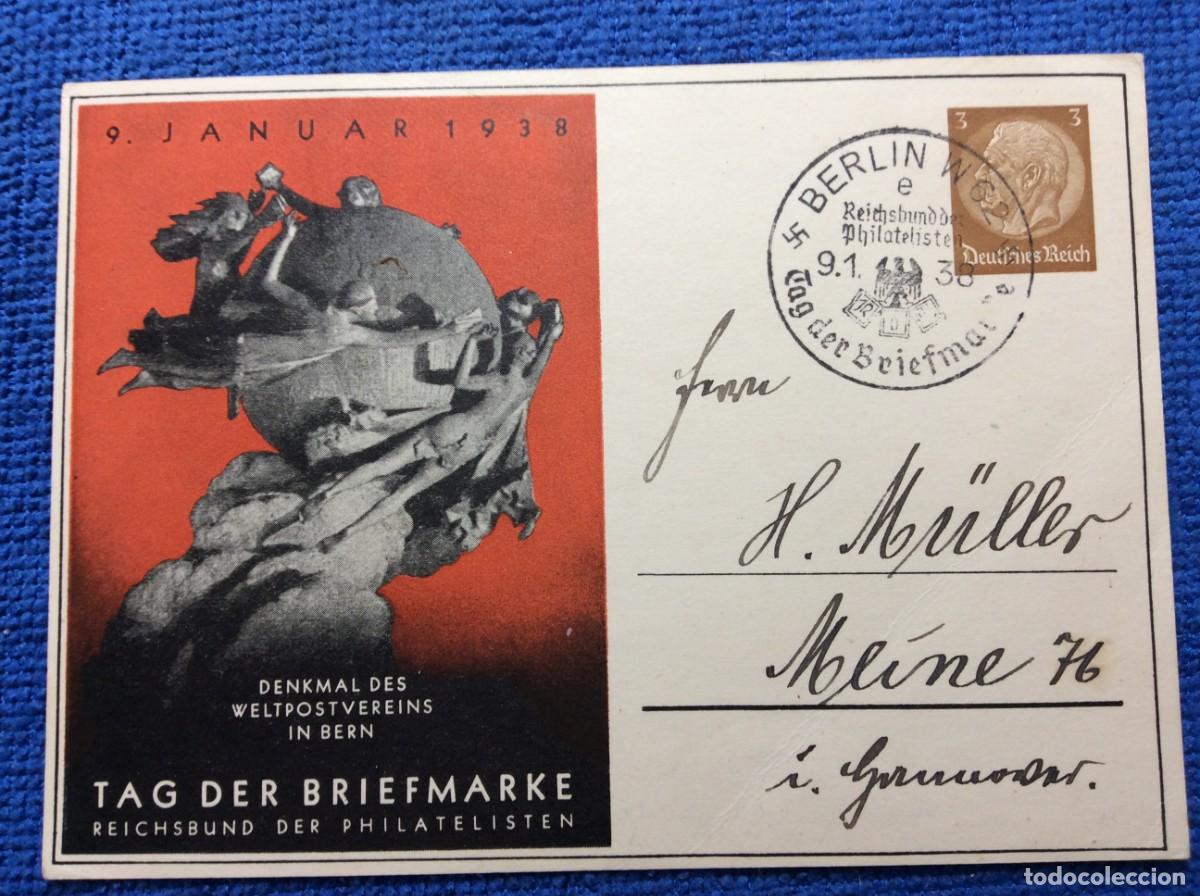 9. JANUAR 1938
DENKMAL DES
WELTPOSTVEREINS
IN BERN
TAG DER BRIEFMARKE
REICHSBUND DER PHILATELISTEN
3 3
Deutsches Reich
BERLIN W 62
e
Reichsbund der
Philatelisten
9.1. 38
Tag der Briefmarke
Herrn
H. Müller
Meine 76
i. Hannover.
todocoleccion